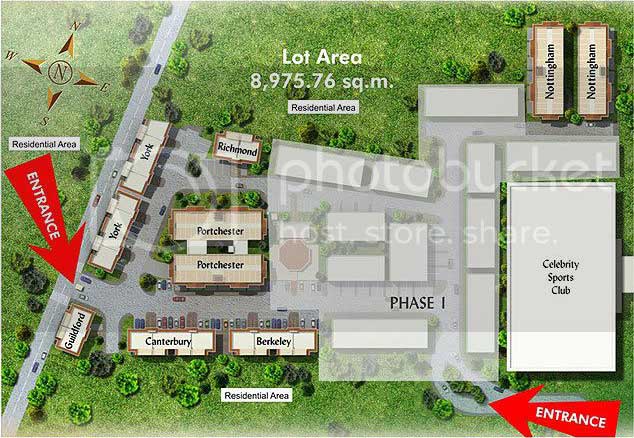 N
W
E
N
S
Lot Area
8,975.76 sq.m.
Residential Area
Residential Area
Nottingham
Nottingham
York
Richmond
ENTRANCE
York
Portchester
Portchester
photobucket
host. store. share.
Celebrity
Sports
Club
PHASE 1
Guildford
Canterbury
Berkeley
Residential Area
ENTRANCE